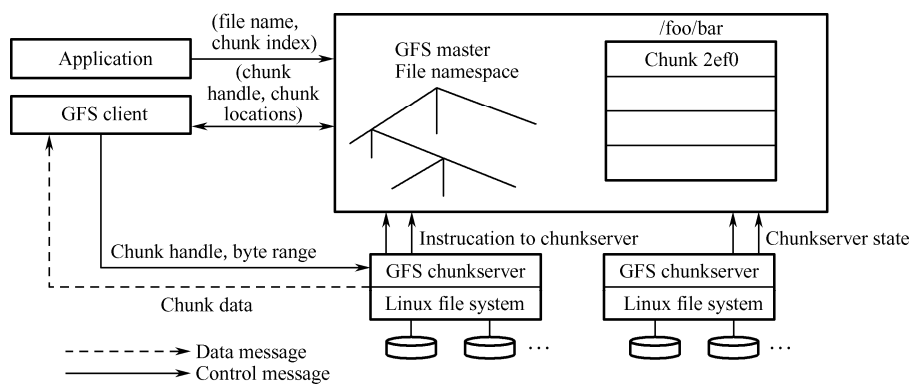 (file name,
chunk index)
Application
(chunk
handle, chunk
locations)
GFS client
GFS master
File namespace
/foo/bar
Chunk 2ef0
Instrucation to chunkserver
Chunkserver state
Chunk handle, byte range
GFS chunkserver
Linux file system
GFS chunkserver
Linux file system
Chunk data
...
...
Data message
Control message